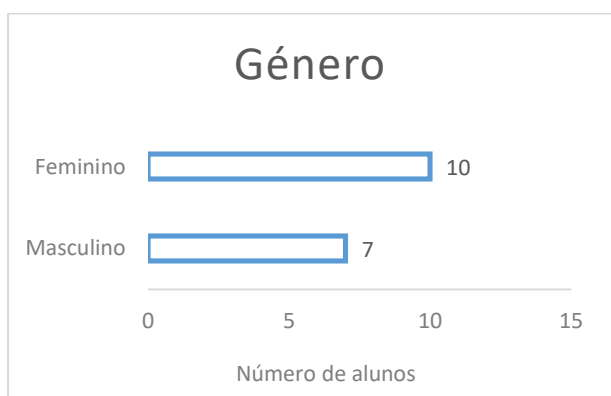 Género
Feminino
10
Masculino
7
0 5 10 15
Número de alunos